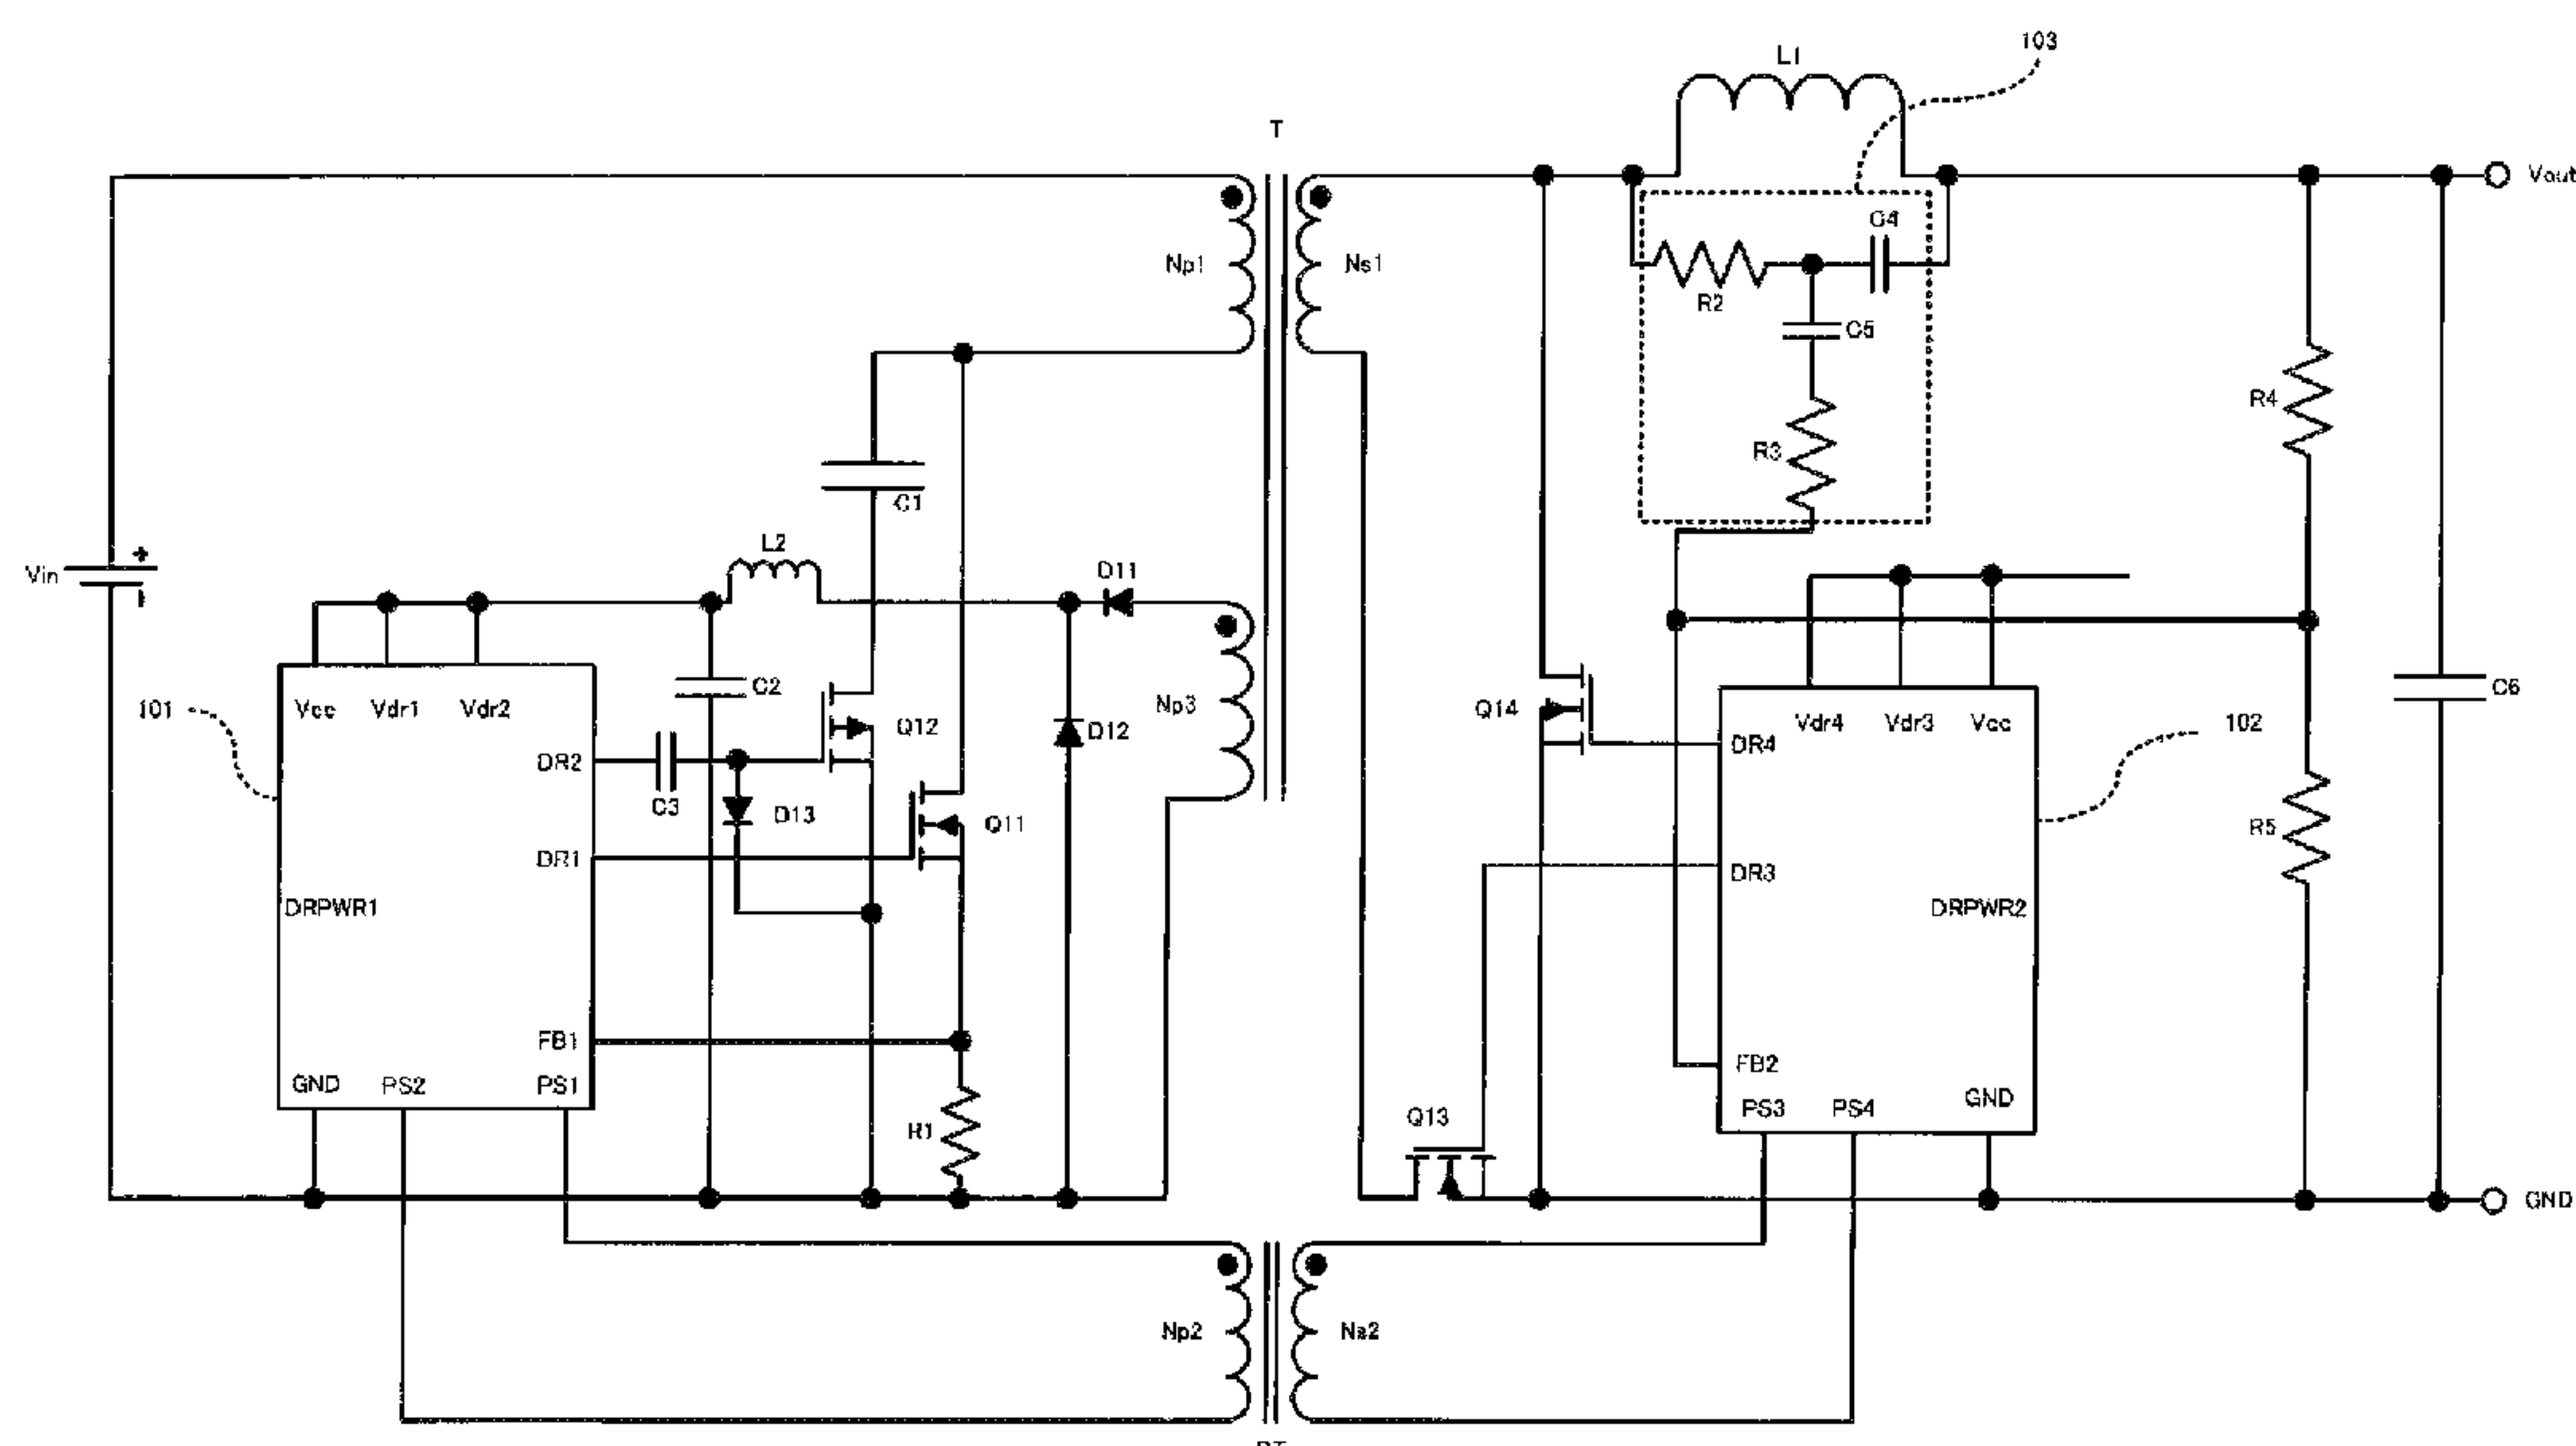 103
L1
T
Vout
C4
Np1
Ns1
R2
C5
R4
R3
C1
L2
D11
Vin
+
-
C2
Np3
Q12
D12
101
Vcc
Vdr1
Vdr2
Q14
Vdr4
Vdr3
Vcc
102
C6
DR2
DR4
C3
D13
Q11
R5
DR1
DR3
DRPWR1
DRPWR2
FB1
FB2
GND
PS2
PS1
PS3
PS4
GND
R1
Q13
GND
Np2
Ns2